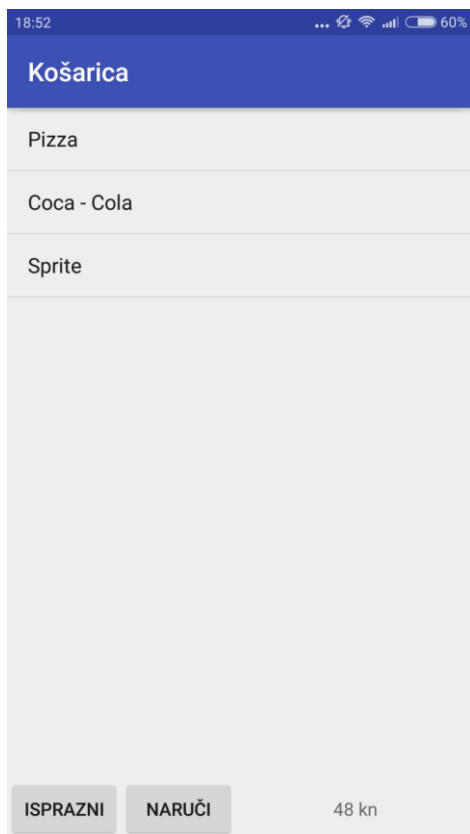 18:52 ... 60%
Košarica
Pizza
Coca - Cola
Sprite
ISPRAZNI NARUČI 48 kn